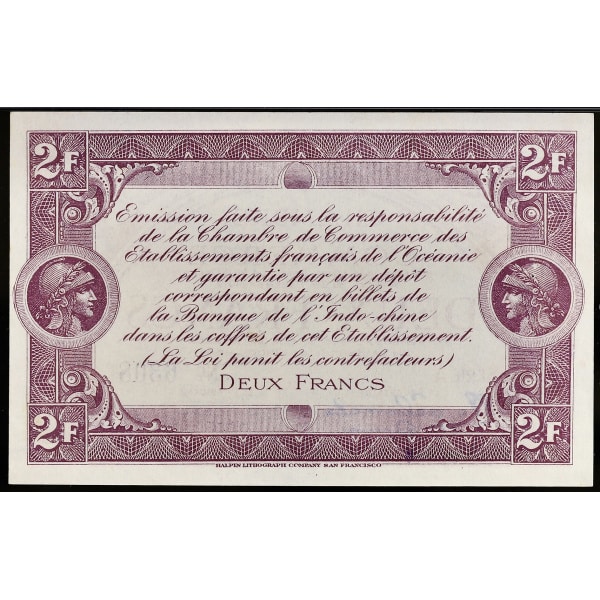 2F 2F
Emission faite sous la responsabilité
de la Chambre de Commerce des
Etablissements français de l'Océanie
et garantie par un dépôt
correspondant en billets de
la Banque de l'Indo-chine
dans les coffres de cet Etablissement.
(La Loi punit les contrefacteurs)
DEUX FRANCS
2F 2F
HALPIN LITHOGRAPH COMPANY SAN FRANCISCO